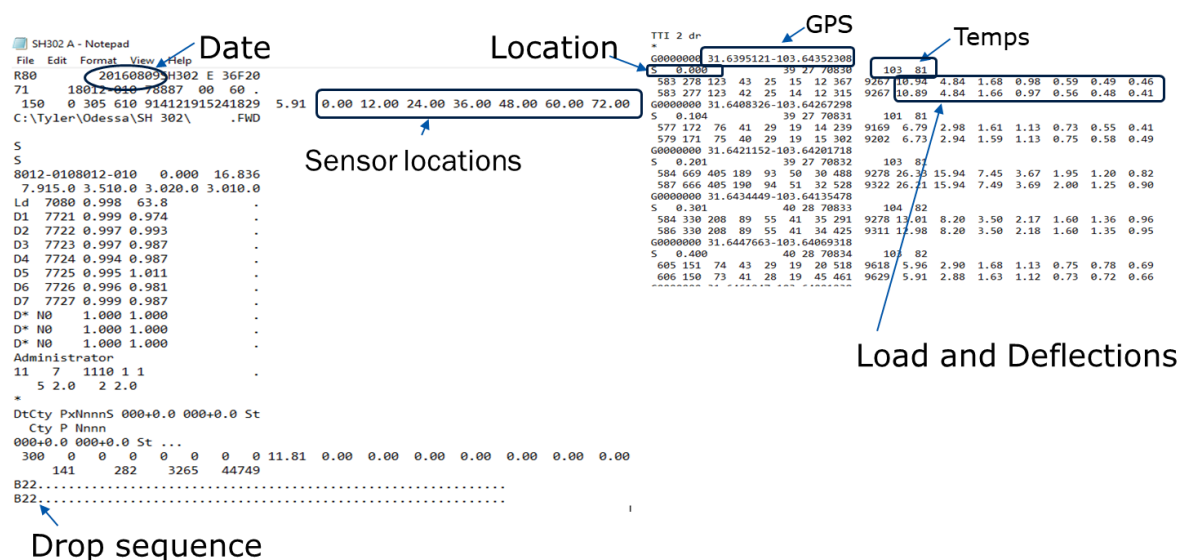 Date
SH302 A - Notepad
File Edit Format View Help
R80 20160809SH302 E 36F20
71 18012-010 78887 00 60 .
150 0 305 610 914121915241829 5.91 0.00 12.00 24.00 36.00 48.00 60.00 72.00
C:\Tyler\Odessa\SH 302\ .FWD
Sensor locations
S
S
8012-0108012-010 0.000 16.836
7.915.0 3.510.0 3.020.0 3.010.0
Ld 7080 0.998 63.8 .
D1 7721 0.999 0.974 .
D2 7722 0.997 0.993 .
D3 7723 0.997 0.987 .
D4 7724 0.994 0.987 .
D5 7725 0.995 1.011 .
D6 7726 0.996 0.981 .
D7 7727 0.999 0.987 .
D* N0 1.000 1.000 .
D* N0 1.000 1.000 .
D* N0 1.000 1.000 .
Administrator
11 7 1110 1 1 .
5 2.0 2 2.0
*
DtCty PxNnnnS 000+0.0 000+0.0 St
Cty P Nnnn
000+0.0 000+0.0 St ...
300 0 0 0 0 0 0 0 11.81 0.00 0.00 0.00 0.00 0.00 0.00 0.00
141 282 3265 44749
B22..................................................................
B22..................................................................
Drop sequence
GPS
Location
Temps
TTI 2 dr
*
G0000000 31.6395121-103.64352308
S 0.000 39 27 70830 103 81
583 278 123 43 25 15 12 367 9267 10.94 4.84 1.68 0.98 0.59 0.49 0.46
583 277 123 42 25 14 12 315 9267 10.89 4.84 1.66 0.97 0.56 0.48 0.41
G0000000 31.6408326-103.64267298
S 0.104 39 27 70831 101 81
577 172 76 41 29 19 14 239 9169 6.79 2.98 1.61 1.13 0.73 0.55 0.41
579 171 75 40 29 19 15 302 9202 6.73 2.94 1.59 1.13 0.75 0.58 0.49
G0000000 31.6421152-103.64201718
S 0.201 39 27 70832 103 81
584 669 405 189 93 50 30 488 9278 26.33 15.94 7.45 3.67 1.95 1.20 0.82
587 666 405 190 94 51 32 528 9322 26.21 15.94 7.49 3.69 2.00 1.25 0.90
G0000000 31.6434449-103.64135478
S 0.301 40 28 70833 104 82
584 330 208 89 55 41 35 291 9278 13.01 8.20 3.50 2.17 1.60 1.36 0.96
586 330 208 89 55 41 34 425 9311 12.98 8.20 3.50 2.18 1.60 1.35 0.95
G0000000 31.6447663-103.64069318
S 0.400 40 28 70834 103 82
605 151 74 43 29 19 20 518 9618 5.96 2.90 1.68 1.13 0.75 0.78 0.69
606 150 73 41 28 19 45 461 9629 5.91 2.88 1.63 1.12 0.73 0.72 0.66
Load and Deflections